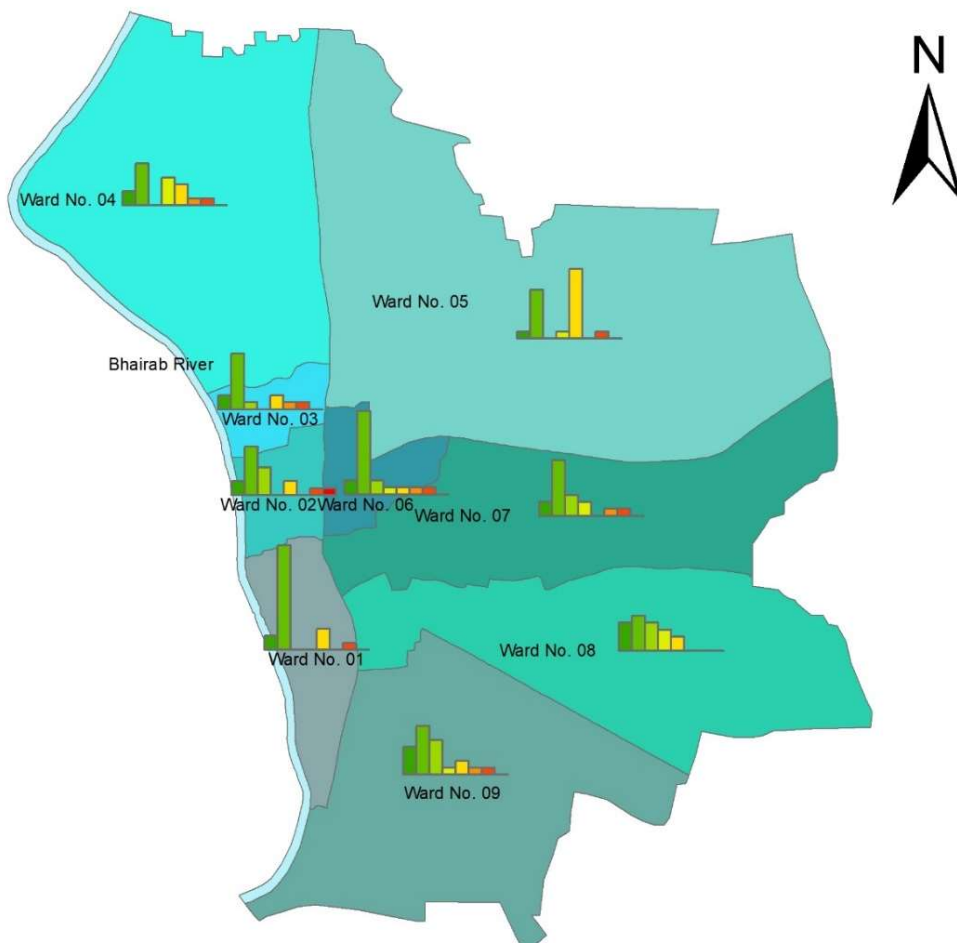 N
Ward No. 04
Ward No. 05
Bhairab River
Ward No. 03
Ward No. 02
Ward No. 06
Ward No. 07
Ward No. 01
Ward No. 08
Ward No. 09